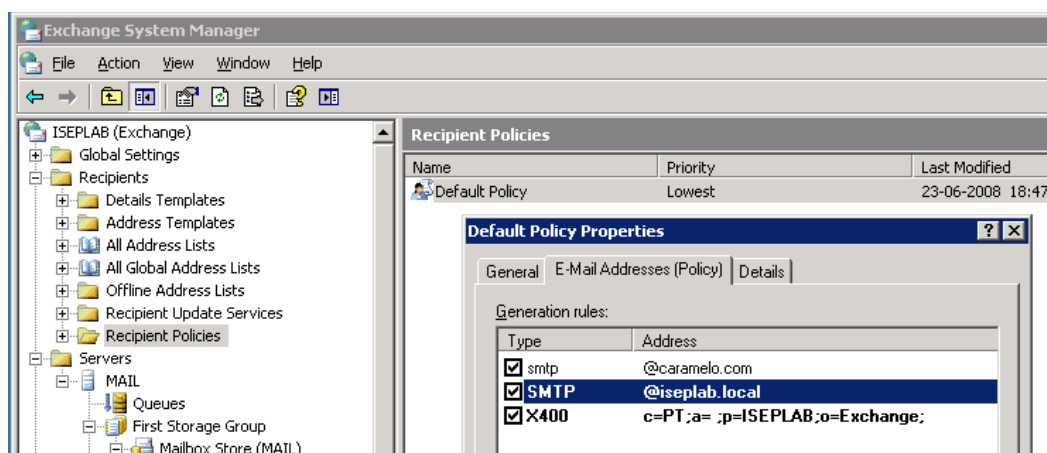 Exchange System Manager
File Action View Window Help
ISEPLAB (Exchange)
Global Settings
Recipients
Details Templates
Address Templates
All Address Lists
All Global Address Lists
Offline Address Lists
Recipient Update Services
Recipient Policies
Servers
MAIL
Queues
First Storage Group
Mailbox Store (MAIL)
Recipient Policies
Name Priority Last Modified
Default Policy Lowest 23-06-2008 18:47
Default Policy Properties
General E-Mail Addresses (Policy) Details
Generation rules:
Type Address
smtp @caramelo.com
SMTP @iseplab.local
X400 c=PT;a= ;p=ISEPLAB;o=Exchange;